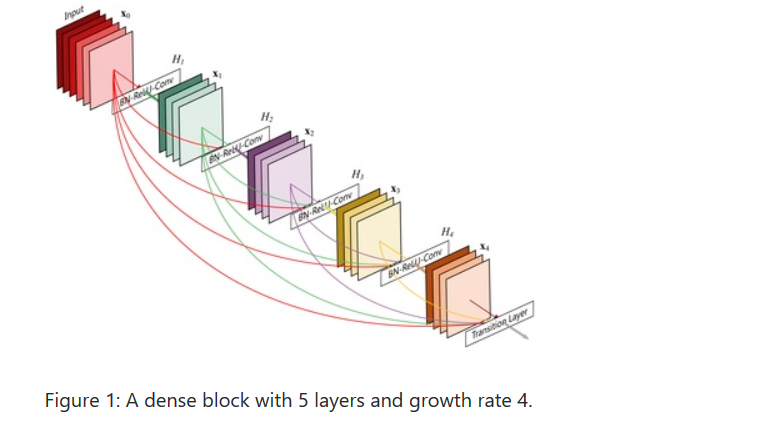 Input
x₀
H₁
BN-ReLU-Conv
x₁
H₂
BN-ReLU-Conv
x₂
H₃
BN-ReLU-Conv
x₃
H₄
BN-ReLU-Conv
x₄
Transition Layer
Figure 1: A dense block with 5 layers and growth rate 4.